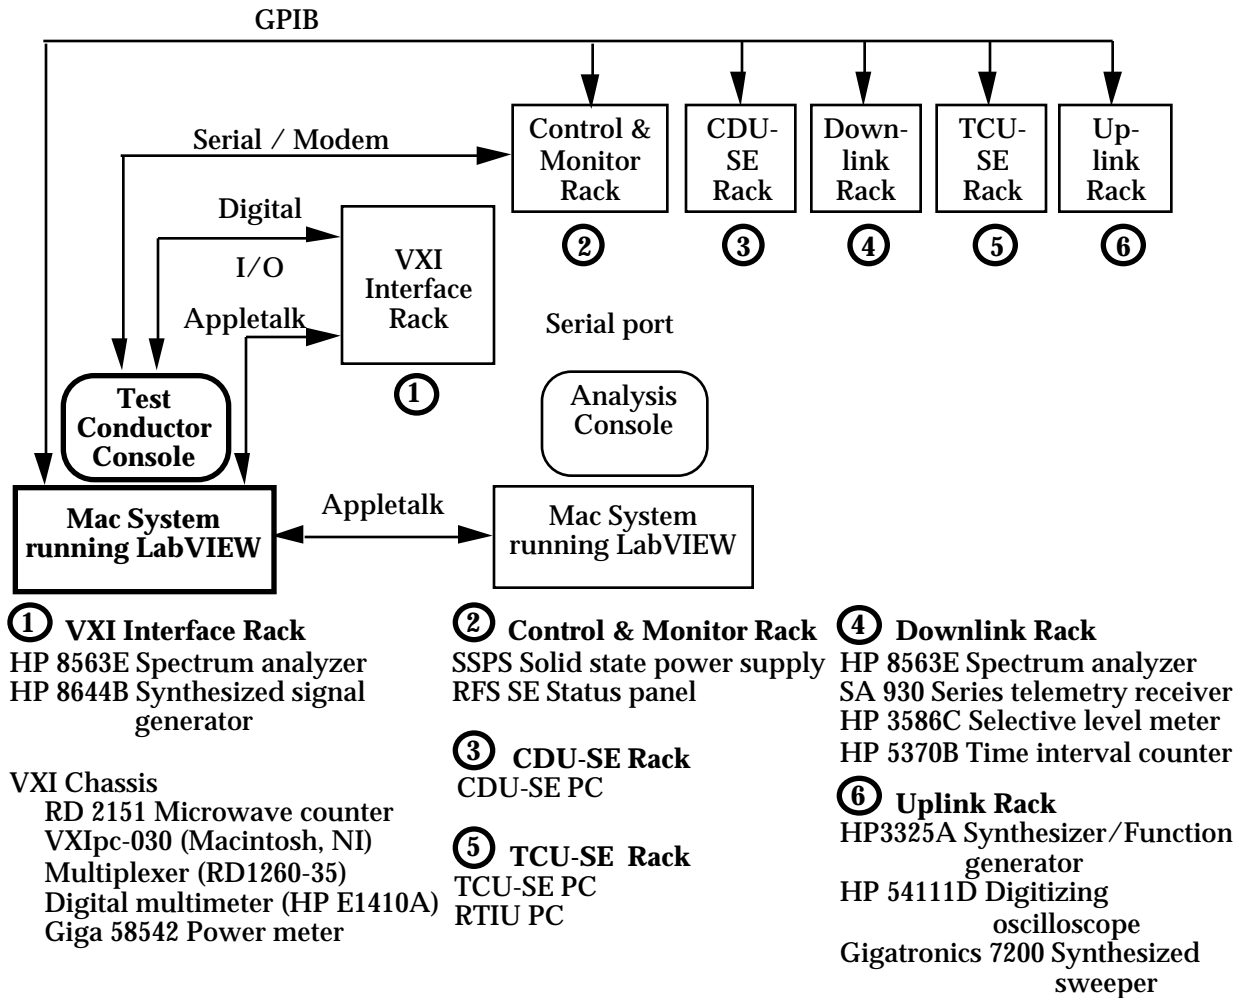 GPIB
Serial / Modem
Control &
Monitor
Rack
CDU-
SE
Rack
Down-
link
Rack
TCU-
SE
Rack
Up-
link
Rack
2
3
4
5
6
Digital
I/O
Appletalk
VXI
Interface
Rack
1
Serial port
Test
Conductor
Console
Analysis
Console
Mac System
running LabVIEW
Appletalk
Mac System
running LabVIEW
1 VXI Interface Rack
HP 8563E Spectrum analyzer
HP 8644B Synthesized signal
generator
VXI Chassis
RD 2151 Microwave counter
VXIpc-030 (Macintosh, NI)
Multiplexer (RD1260-35)
Digital multimeter (HP E1410A)
Giga 58542 Power meter
2 Control & Monitor Rack
SSPS Solid state power supply
RFS SE Status panel
3 CDU-SE Rack
CDU-SE PC
5 TCU-SE Rack
TCU-SE PC
RTIU PC
4 Downlink Rack
HP 8563E Spectrum analyzer
SA 930 Series telemetry receiver
HP 3586C Selective level meter
HP 5370B Time interval counter
6 Uplink Rack
HP3325A Synthesizer/Function
generator
HP 54111D Digitizing
oscilloscope
Gigatronics 7200 Synthesized
sweeper